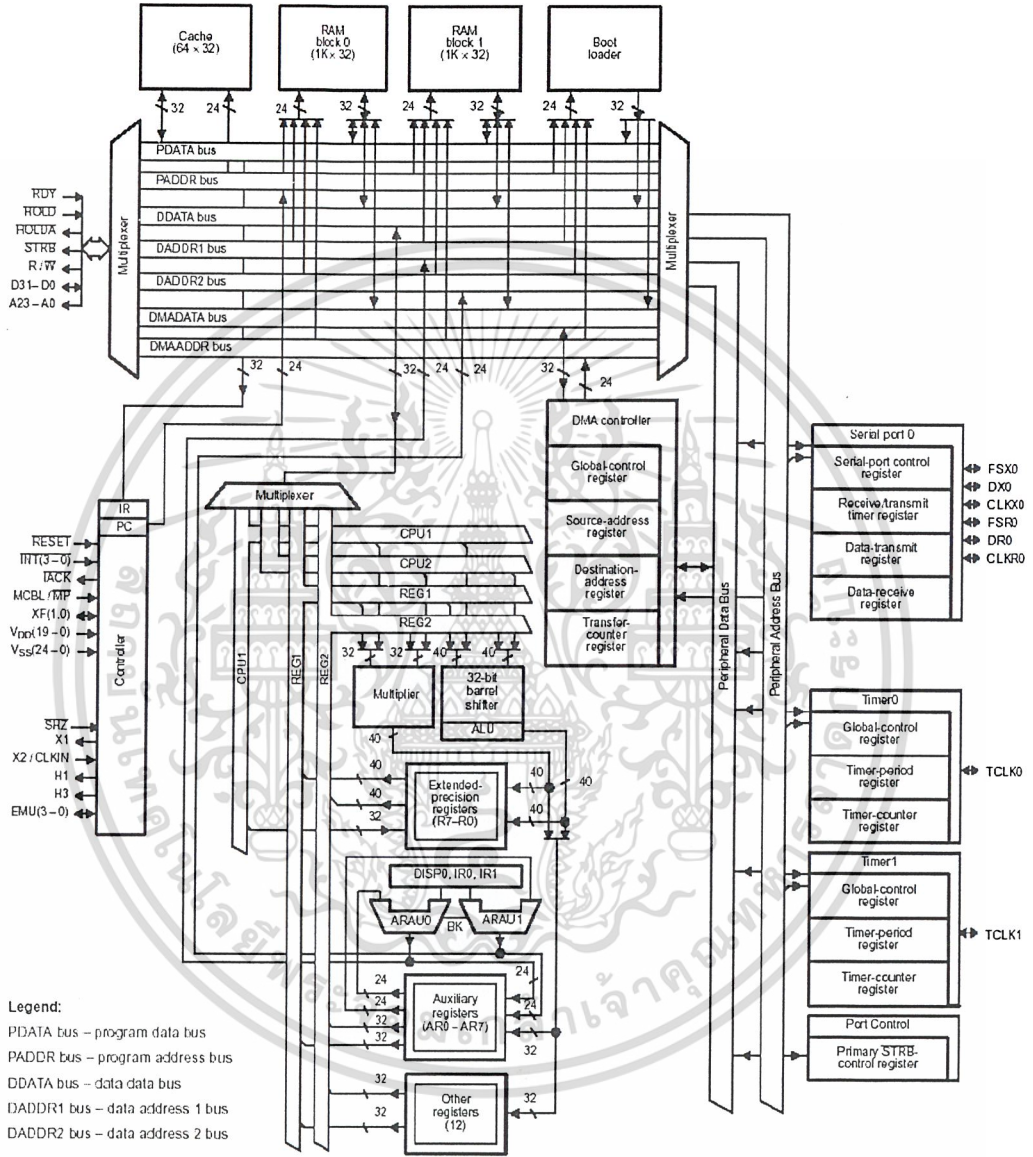 Cache
(64 × 32)
RAM
block 0
(1K × 32)
RAM
block 1
(1K × 32)
Boot
loader
32
24
24
32
24
32
24
32
PDATA bus
PADDR bus
DDATA bus
DADDR1 bus
DADDR2 bus
DMADATA bus
DMAADDR bus
Multiplexer
Multiplexer
RDY
HOLD
HOLDA
STRB
R/W
D31–D0
A23–A0
32
24
32
24
24
32
24
DMA controller
Global-control
register
Source-address
register
Destination-
address
register
Transfer-
counter
register
Peripheral Data Bus
Peripheral Address Bus
Serial port 0
Serial-port control
register
Receive/transmit
timer register
Data-transmit
register
Data-receive
register
FSX0
DX0
CLKX0
FSR0
DR0
CLKR0
IR
PC
Controller
RESET
INT(3–0)
IACK
MCBL/MP
XF(1,0)
VDD(19–0)
VSS(24–0)
SHZ
X1
X2/CLKIN
H1
H3
EMU(3–0)
Multiplexer
CPU1
CPU2
REG1
REG2
CPU1
REG1
REG2
32
32
40
40
Multiplier
32-bit
barrel
shifter
ALU
40
40
40
32
40
40
40
Extended-
precision
registers
(R7–R0)
DISP0, IR0, IR1
ARAU0
BK
ARAU1
24
24
32
32
24
24
32
Auxiliary
registers
(AR0–AR7)
32
32
32
Other
registers
(12)
Timer0
Global-control
register
Timer-period
register
Timer-counter
register
TCLK0
Timer1
Global-control
register
Timer-period
register
Timer-counter
register
TCLK1
Port Control
Primary STRB-
control register
Legend:
PDATA bus – program data bus
PADDR bus – program address bus
DDATA bus – data data bus
DADDR1 bus – data address 1 bus
DADDR2 bus – data address 2 bus